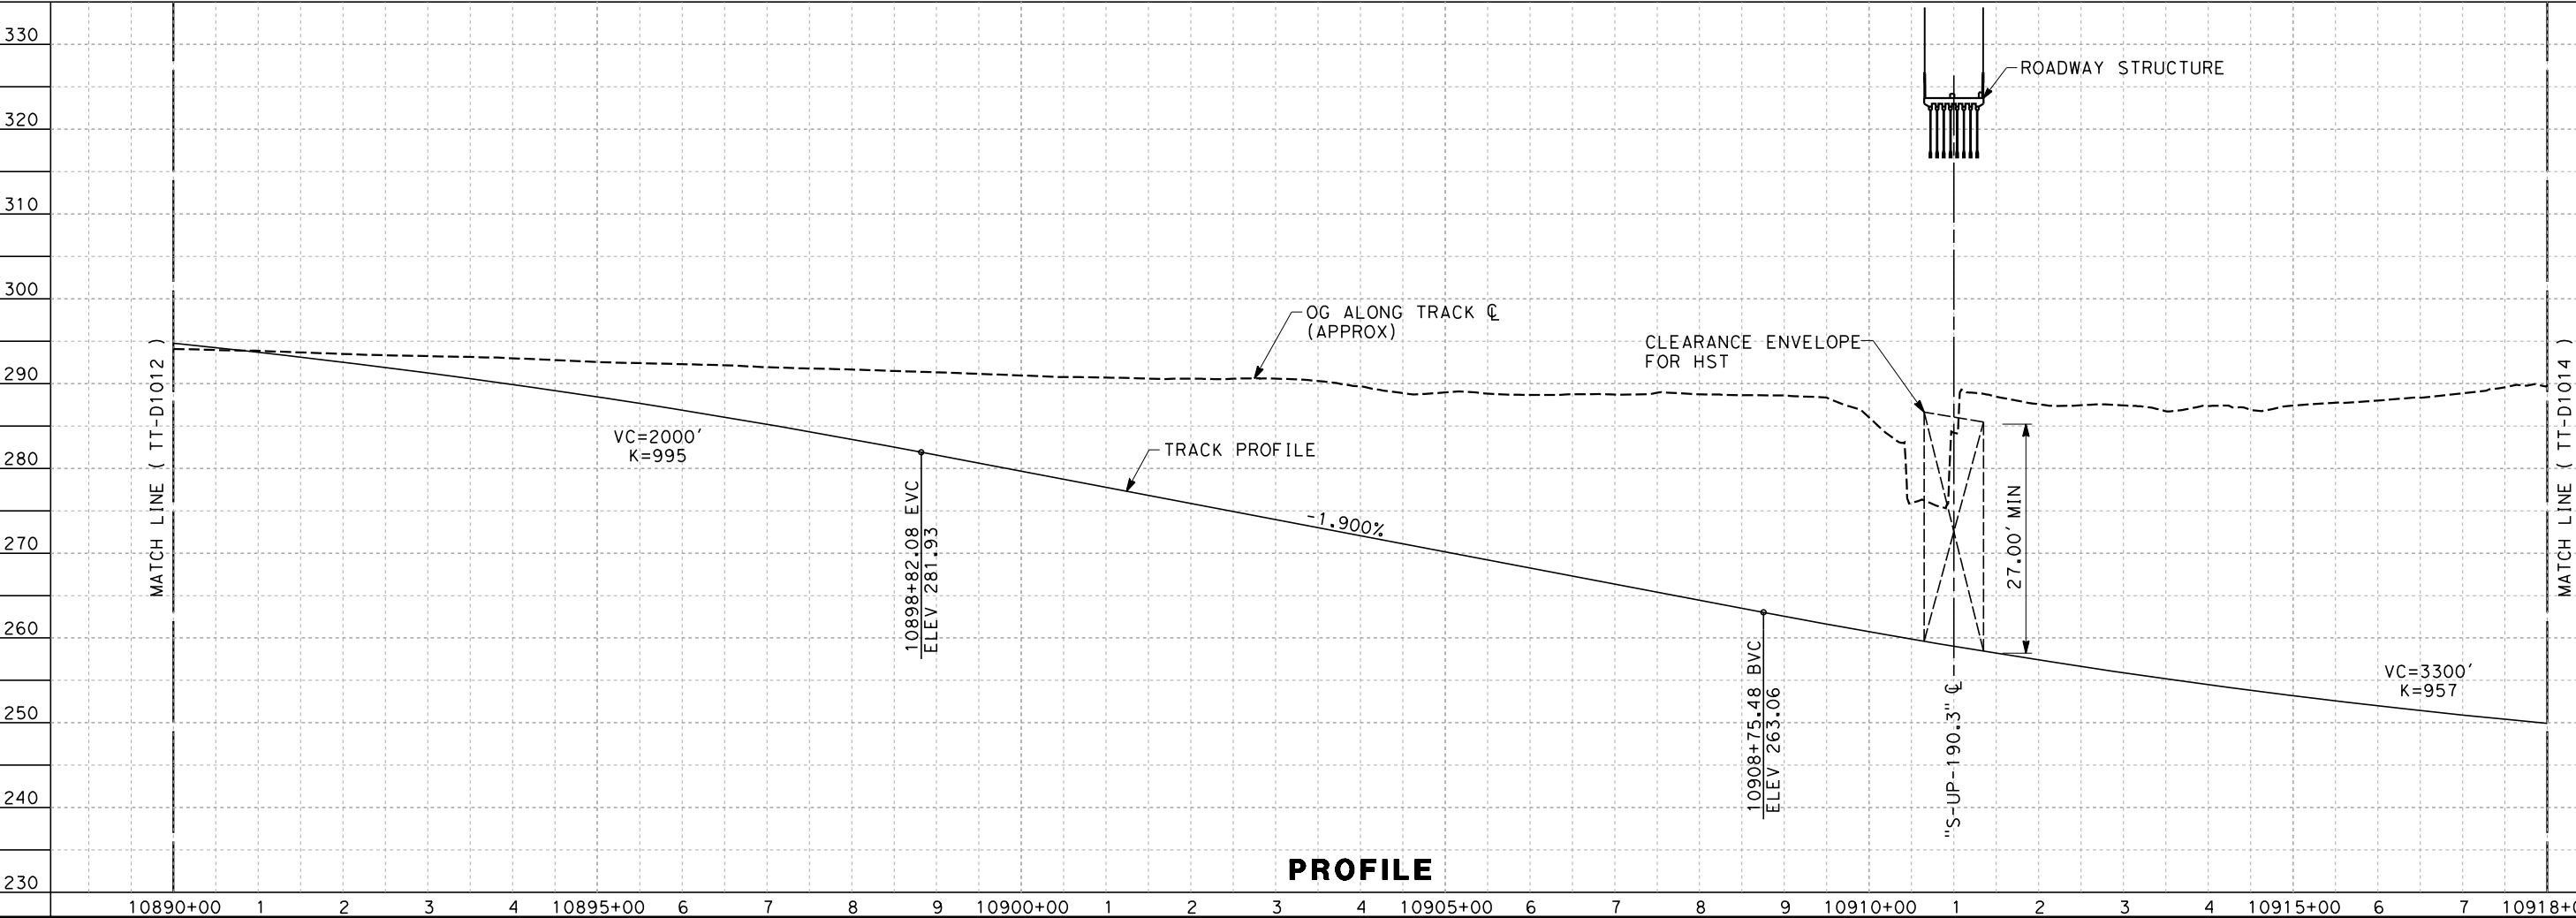 330
320
310
300
290
280
270
260
250
240
230
ROADWAY STRUCTURE
OG ALONG TRACK ℄
(APPROX)
CLEARANCE ENVELOPE
FOR HST
MATCH LINE ( TT-D1012 )
VC=2000'
K=995
10898+82.08 EVC
ELEV 281.93
TRACK PROFILE
-1.900%
27.00' MIN
10908+75.48 BVC
ELEV 263.06
"S-UP-190.3" ℄
VC=3300'
K=957
MATCH LINE ( TT-D1014 )
PROFILE
10890+00 1 2 3 4 10895+00 6 7 8 9 10900+00 1 2 3 4 10905+00 6 7 8 9 10910+00 1 2 3 4 10915+00 6 7 10918+0